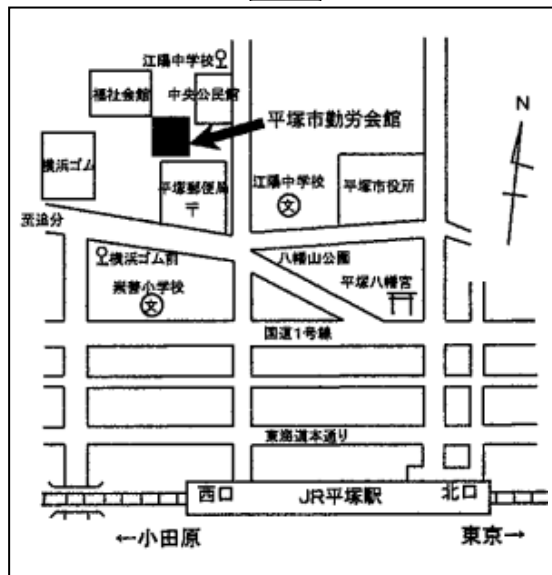 江陽中学校
福祉会館
中央公民館
平塚市勤労会館
N
横浜ゴム
平塚郵便局
〒
江陽中学校
文
平塚市役所
至追分
横浜ゴム前
八幡山公園
崇善小学校
文
平塚八幡宮
国道1号線
東海道本通り
西口
JR平塚駅
北口
←小田原
東京→